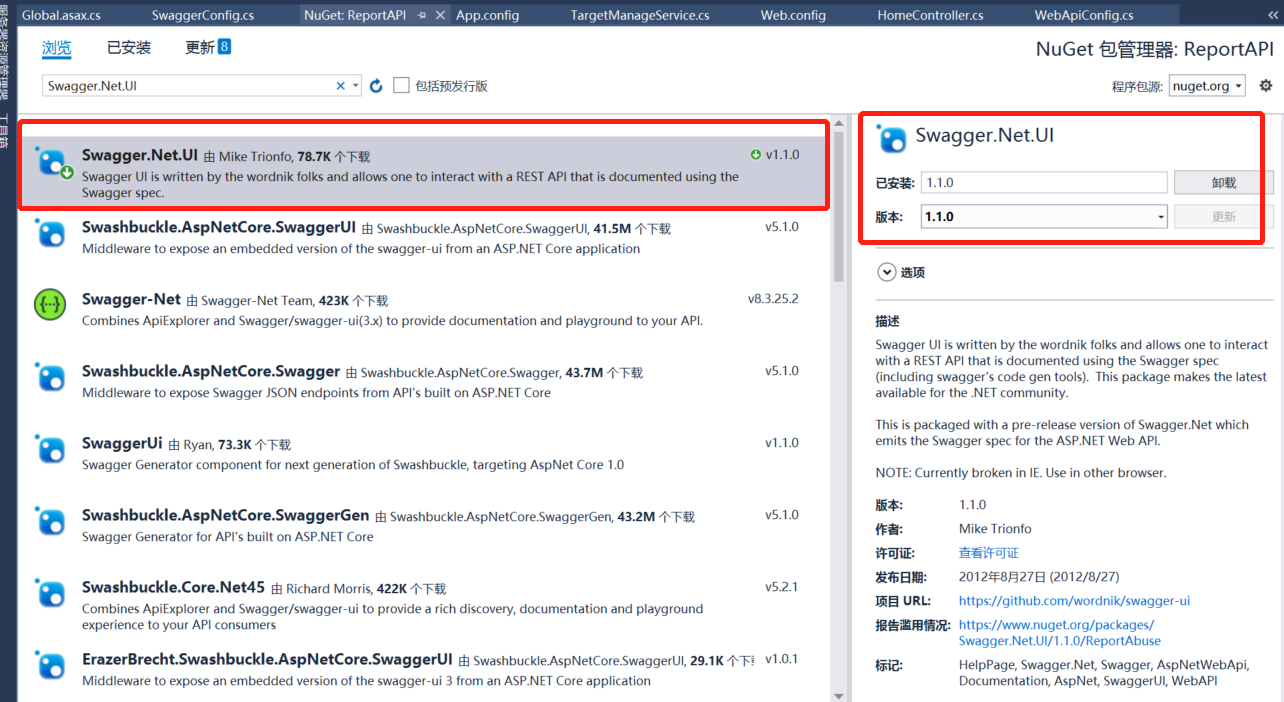 Global.asax
SwaggerConfig.cs
NuGet: ReportAPI
App.config
TargetManageService.cs
Web.config
HomeController.cs
WebApiConfig.cs
服务器资源管理器
工具箱
浏览
已安装
更新 8
NuGet 包管理器: ReportAPI
Swagger.Net.UI
包括预发行版
程序包源: nuget.org
Swagger.Net.UI 由 Mike Trionfo, 78.7K 个下载
v1.1.0
Swagger UI is written by the wordnik folks and allows one to interact with a REST API that is documented using the
Swagger spec.
Swashbuckle.AspNetCore.SwaggerUI 由 Swashbuckle.AspNetCore.SwaggerUI, 41.5M 个下载
v5.1.0
Middleware to expose an embedded version of the swagger-ui from an ASP.NET Core application
Swagger-Net 由 Swagger-Net Team, 423K 个下载
v8.3.25.2
Combines ApiExplorer and Swagger/swagger-ui(3.x) to provide documentation and playground to your API.
Swashbuckle.AspNetCore.Swagger 由 Swashbuckle.AspNetCore.Swagger, 43.7M 个下载
v5.1.0
Middleware to expose Swagger JSON endpoints from API's built on ASP.NET Core
SwaggerUi 由 Ryan, 73.3K 个下载
v1.1.0
Swagger Generator component for next generation of Swashbuckle, targeting AspNet Core 1.0
Swashbuckle.AspNetCore.SwaggerGen 由 Swashbuckle.AspNetCore.SwaggerGen, 43.2M 个下载
v5.1.0
Swagger Generator for API's built on ASP.NET Core
Swashbuckle.Core.Net45 由 Richard Morris, 422K 个下载
v5.2.1
Combines ApiExplorer and Swagger/swagger-ui to provide a rich discovery, documentation and playground
experience to your API consumers
ErazerBrecht.Swashbuckle.AspNetCore.SwaggerUI 由 Swashbuckle.AspNetCore.SwaggerUI, 29.1K 个下
v1.0.1
Middleware to expose an embedded version of the swagger-ui 3 from an ASP.NET Core application
Swagger.Net.UI
已安装: 1.1.0 卸载
版本: 1.1.0 更新
选项
描述
Swagger UI is written by the wordnik folks and allows one to interact
with a REST API that is documented using the Swagger spec
(including swagger's code gen tools).  This package makes the latest
available for the .NET community.
This is packaged with a pre-release version of Swagger.Net which
emits the Swagger spec for the ASP.NET Web API.
NOTE: Currently broken in IE. Use in other browser.
版本: 1.1.0
作者: Mike Trionfo
许可证: 查看许可证
发布日期: 2012年8月27日 (2012/8/27)
项目 URL: https://github.com/wordnik/swagger-ui
报告滥用情况: https://www.nuget.org/packages/
Swagger.Net.UI/1.1.0/ReportAbuse
标记: HelpPage, Swagger.Net, Swagger, AspNetWebApi,
Documentation, AspNet, SwaggerUI, WebAPI